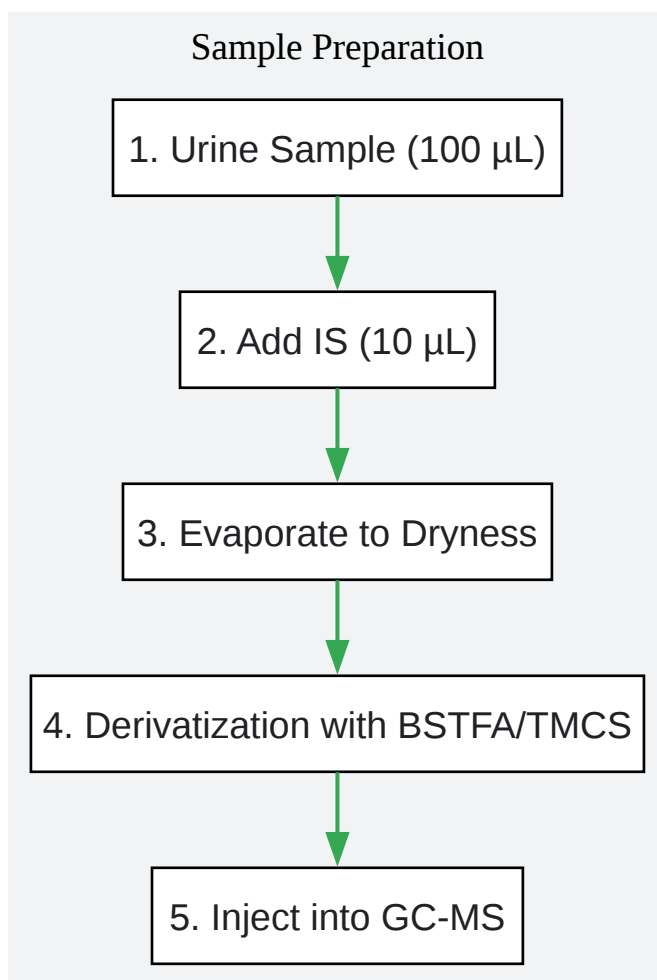 Sample Preparation
1. Urine Sample (100 µL)
2. Add IS (10 µL)
3. Evaporate to Dryness
4. Derivatization with BSTFA/TMCS
5. Inject into GC-MS